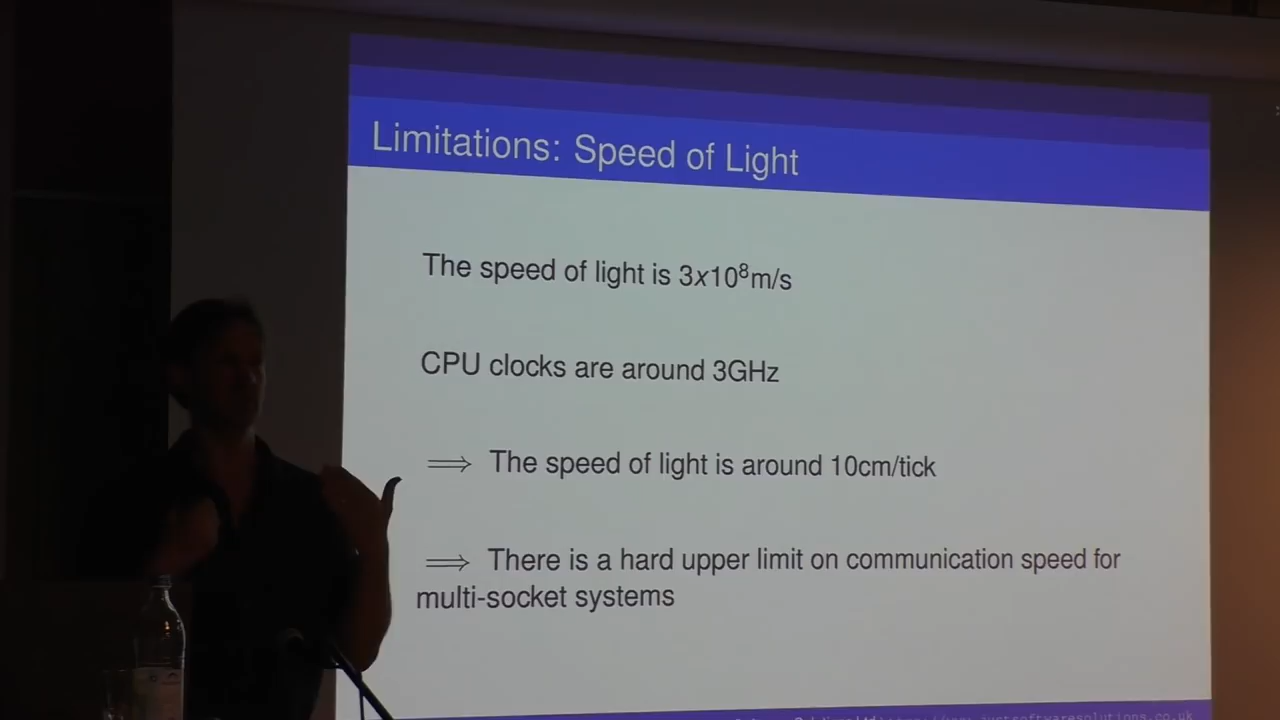 Limitations: Speed of Light
The speed of light is 3x10⁸m/s
CPU clocks are around 3GHz
⟹ The speed of light is around 10cm/tick
⟹ There is a hard upper limit on communication speed for
multi-socket systems